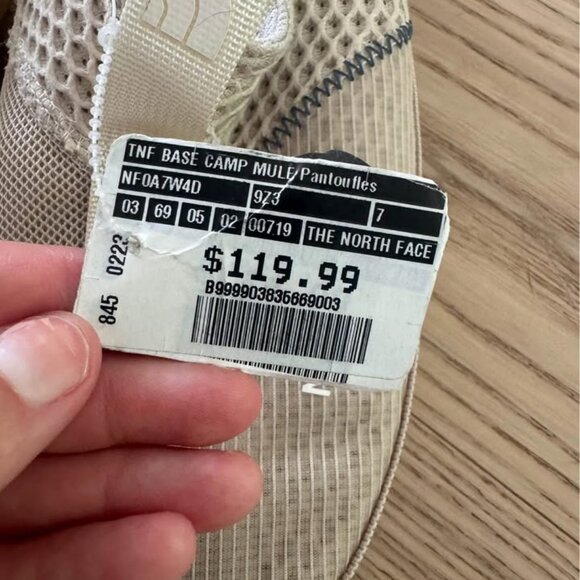 TNF BASE CAMP MULE/Pantoufles
NF0A7W4D 9Z3 7
03 69 05 02 00719 THE NORTH FACE
$119.99
B999903635669003
845 0223